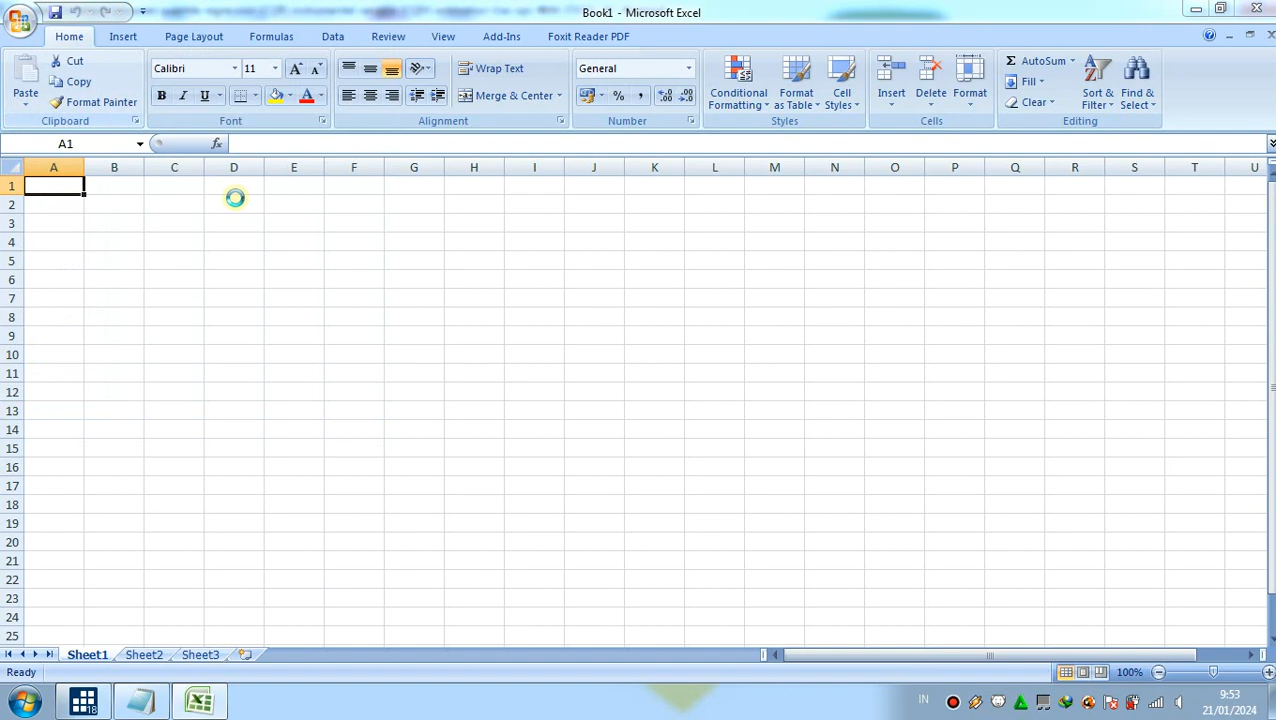 Book1 - Microsoft Excel
Home Insert Page Layout Formulas Data Review View Add-Ins Foxit Reader PDF
Paste
Cut
Copy
Format Painter
Clipboard
Calibri 11
B I U
Font
Wrap Text
Merge & Center
Alignment
General
% ,
Number
Conditional Formatting
Format as Table
Cell Styles
Styles
Insert Delete Format
Cells
Σ AutoSum
Fill
Clear
Sort & Filter
Find & Select
Editing
A1 fx
A B C D E F G H I J K L M N O P Q R S T U
1
2
3
4
5
6
7
8
9
10
11
12
13
14
15
16
17
18
19
20
21
22
23
24
25
Sheet1 Sheet2 Sheet3
Ready 100%
18 IN 9:53
21/01/2024